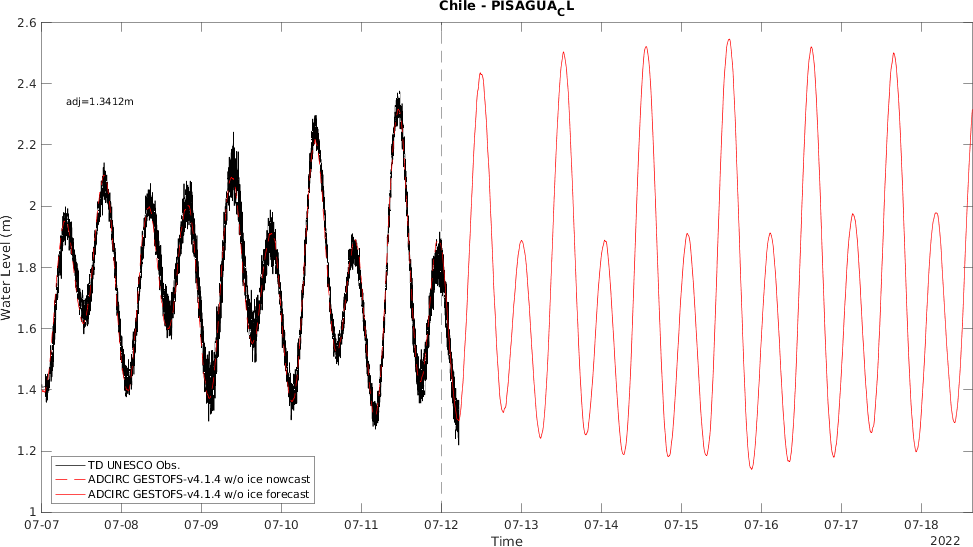 Chile - PISAGUA_CL
2.6
2.4
adj=1.3412m
2.2
2
1.8
Water Level (m)
1.6
1.4
1.2
TD UNESCO Obs.
ADCIRC GESTOFS-v4.1.4 w/o ice nowcast
ADCIRC GESTOFS-v4.1.4 w/o ice forecast
1
07-07 07-08 07-09 07-10 07-11 07-12 07-13 07-14 07-15 07-16 07-17 07-18
Time
2022